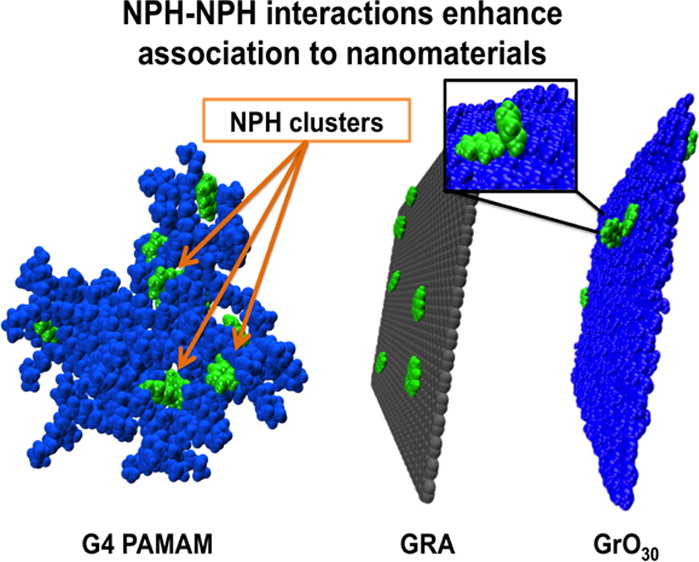 NPH-NPH interactions enhance
association to nanomaterials
NPH clusters
G4 PAMAM
GRA
GrO30